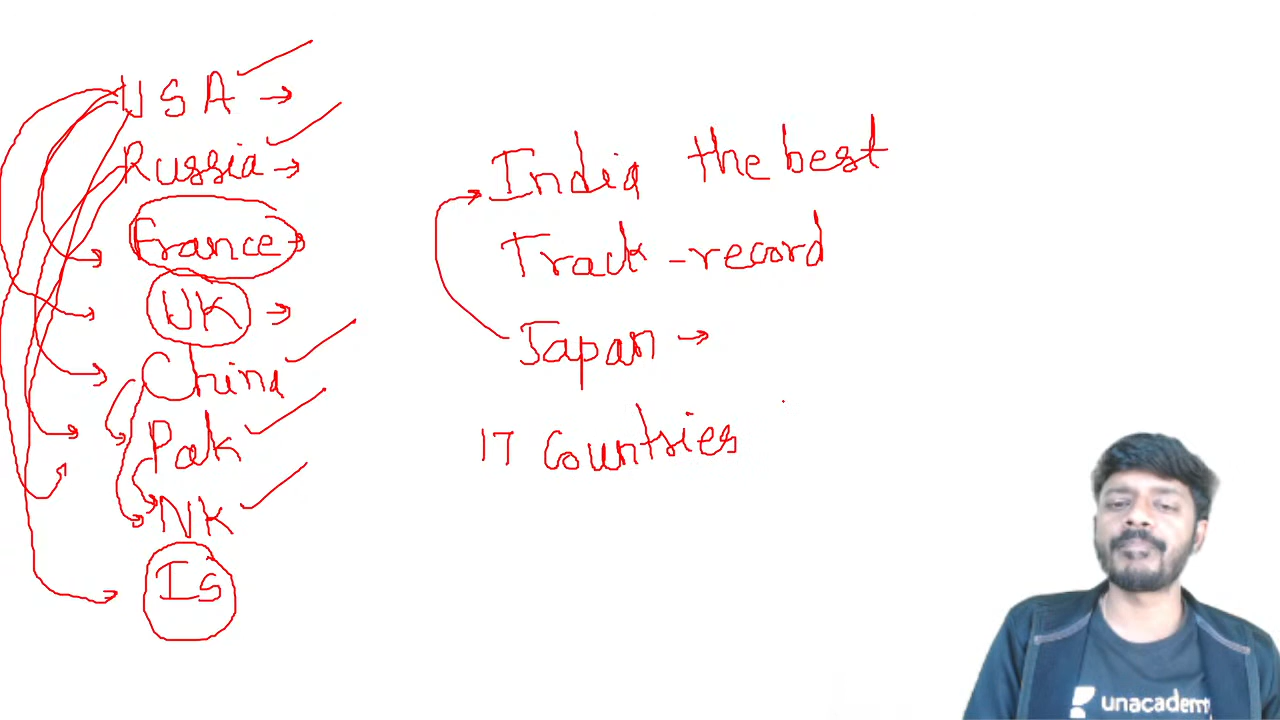 USA →
Russia →
France →
UK →
China
Pak
NK
Is
India the best
Track-record
Japan →
17 Countries
unacademy